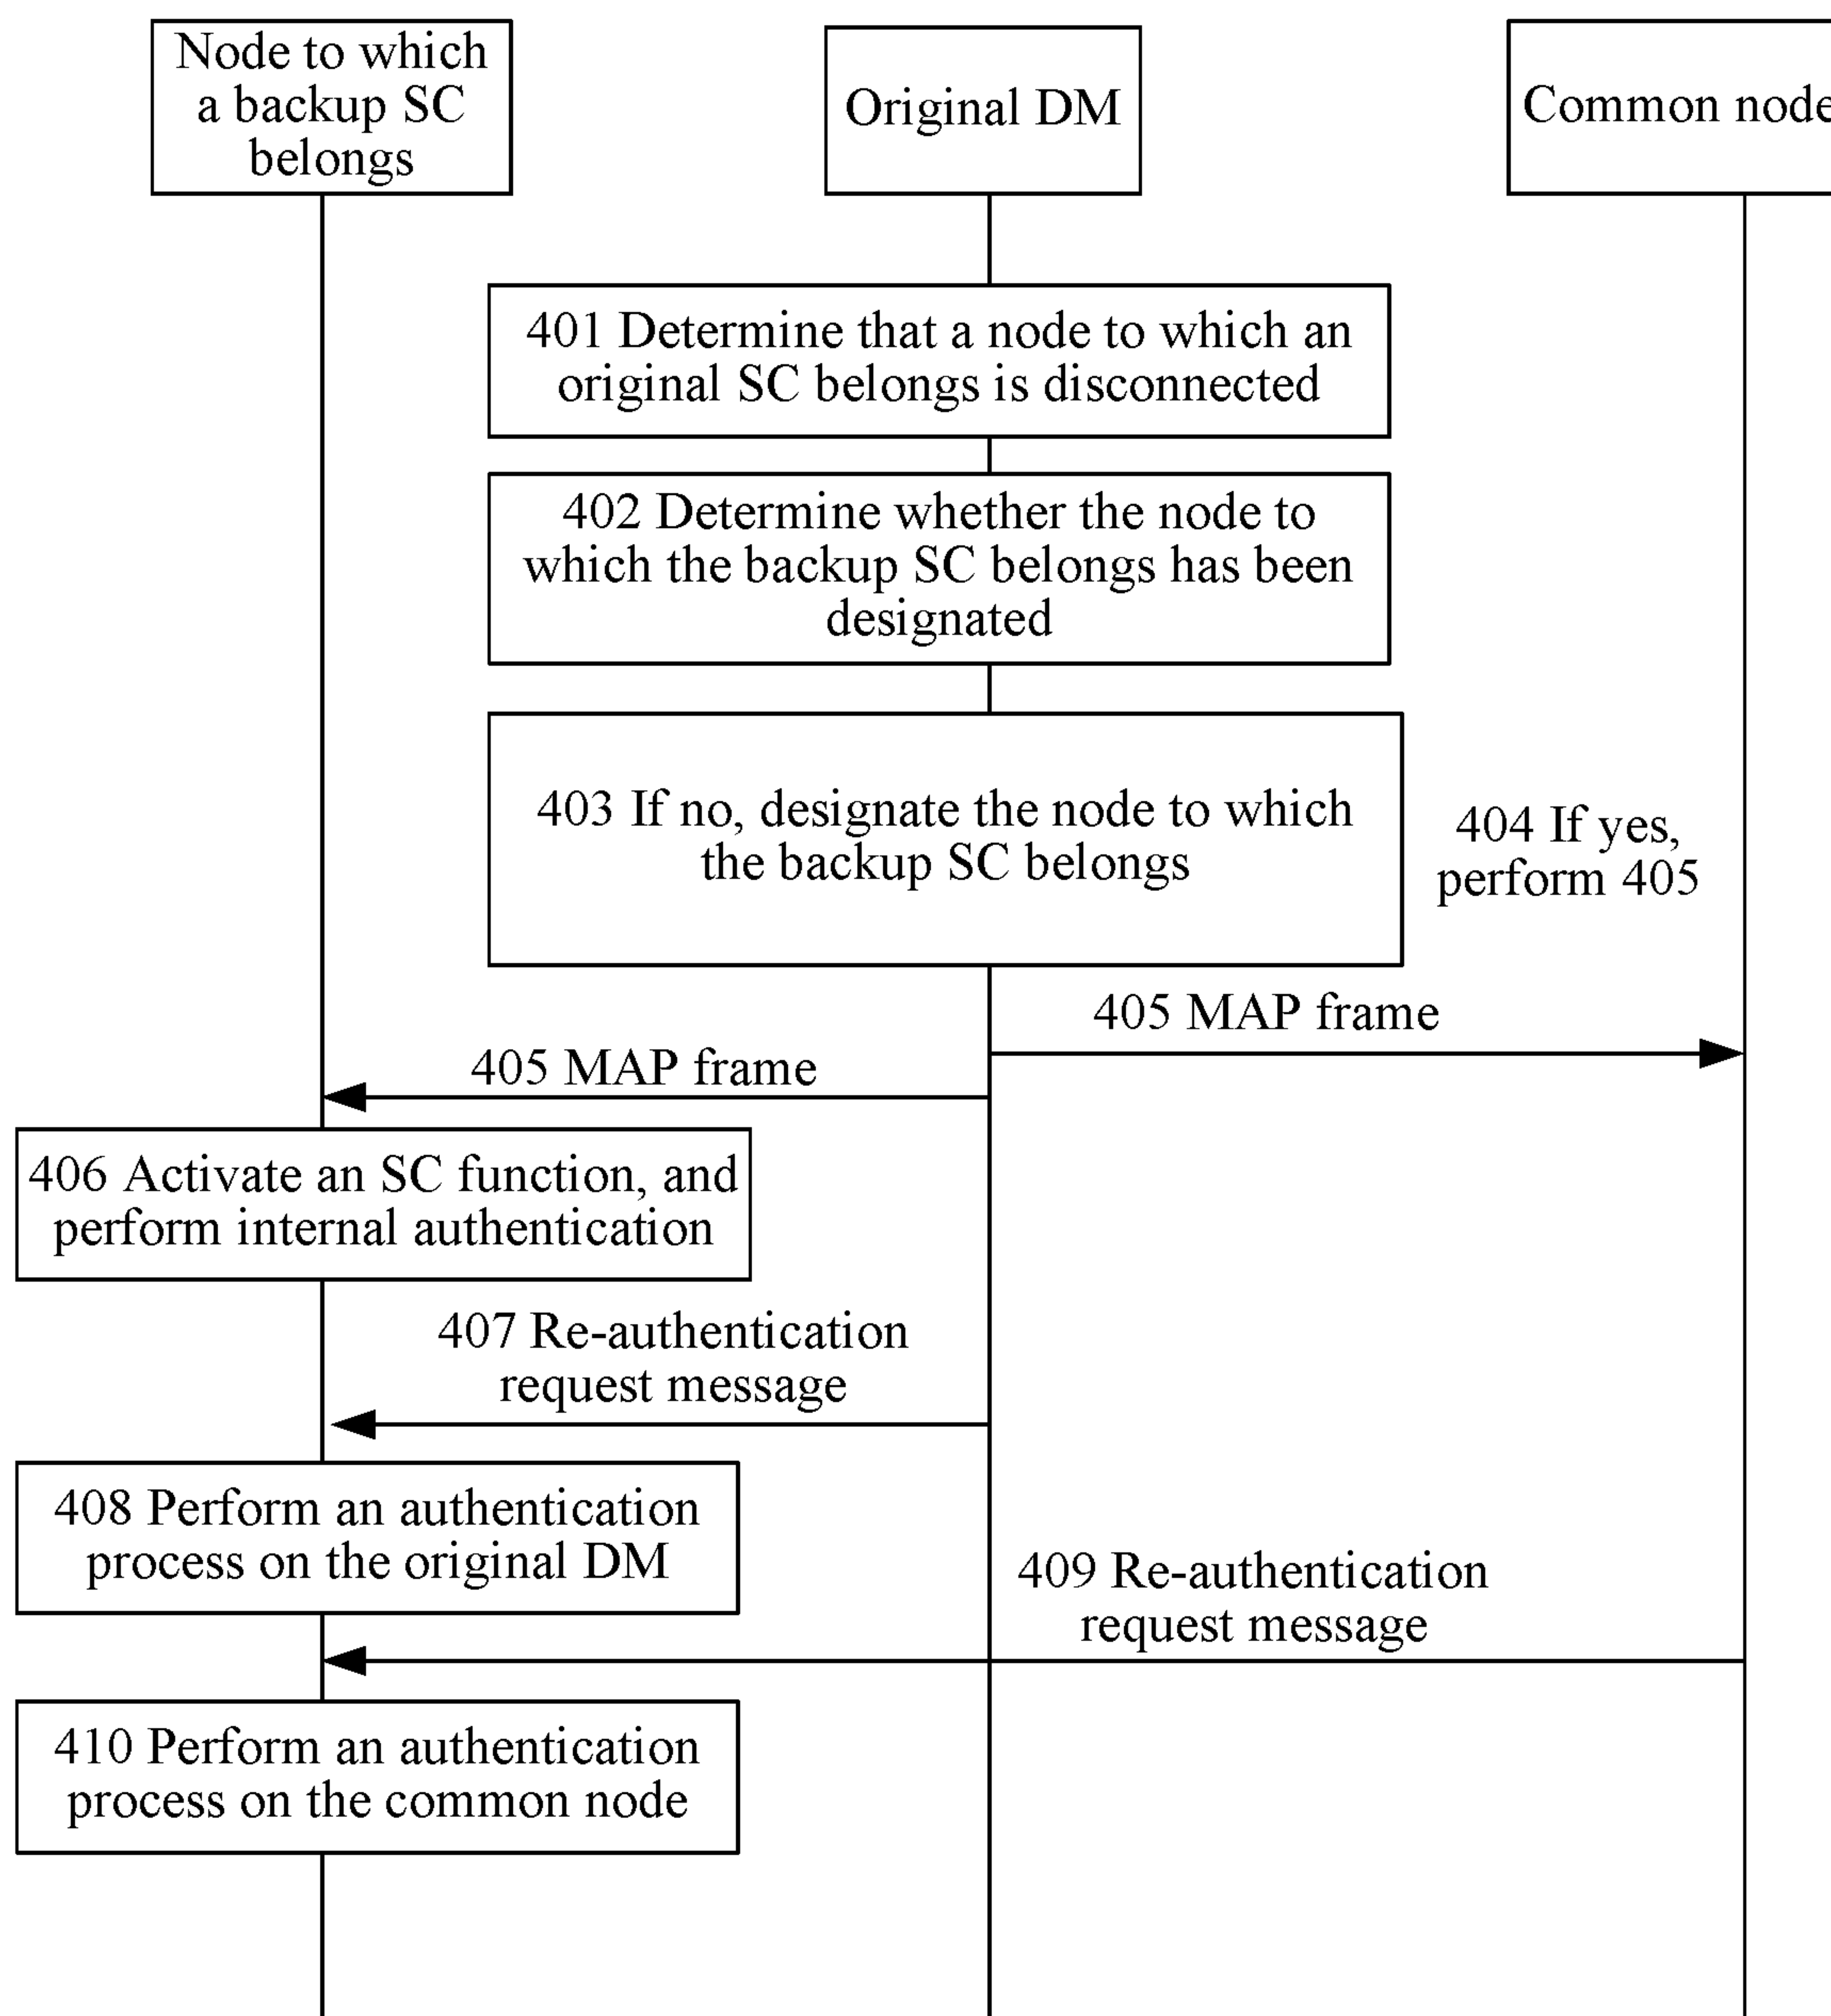 Node to which
a backup SC
belongs
Original DM
Common node
401 Determine that a node to which an
original SC belongs is disconnected
402 Determine whether the node to
which the backup SC belongs has been
designated
403 If no, designate the node to which
the backup SC belongs
404 If yes,
perform 405
405 MAP frame
405 MAP frame
406 Activate an SC function, and
perform internal authentication
407 Re-authentication
request message
408 Perform an authentication
process on the original DM
409 Re-authentication
request message
410 Perform an authentication
process on the common node